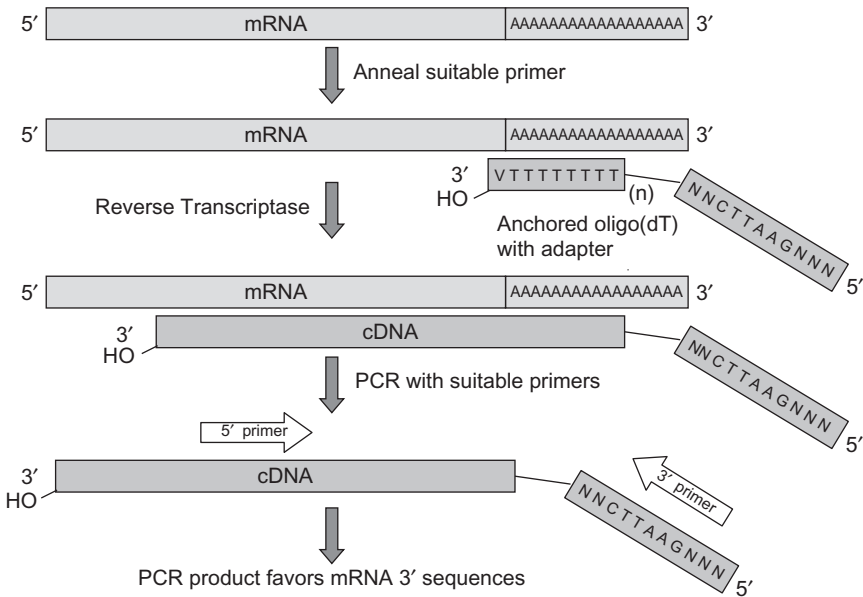 5′ mRNA AAAAAAAAAAAAAAAAAA 3′
Anneal suitable primer
5′ mRNA AAAAAAAAAAAAAAAAAA 3′
3′
HO
VTTTTTTTT
(n)
NNCTTAAGNNN
5′
Reverse Transcriptase
Anchored oligo(dT)
with adapter
5′ mRNA AAAAAAAAAAAAAAAAAA 3′
3′
HO
cDNA
NNCTTAAGNNN
5′
PCR with suitable primers
5′ primer
3′
HO
cDNA
3′ primer
NNCTTAAGNNN
5′
PCR product favors mRNA 3′ sequences